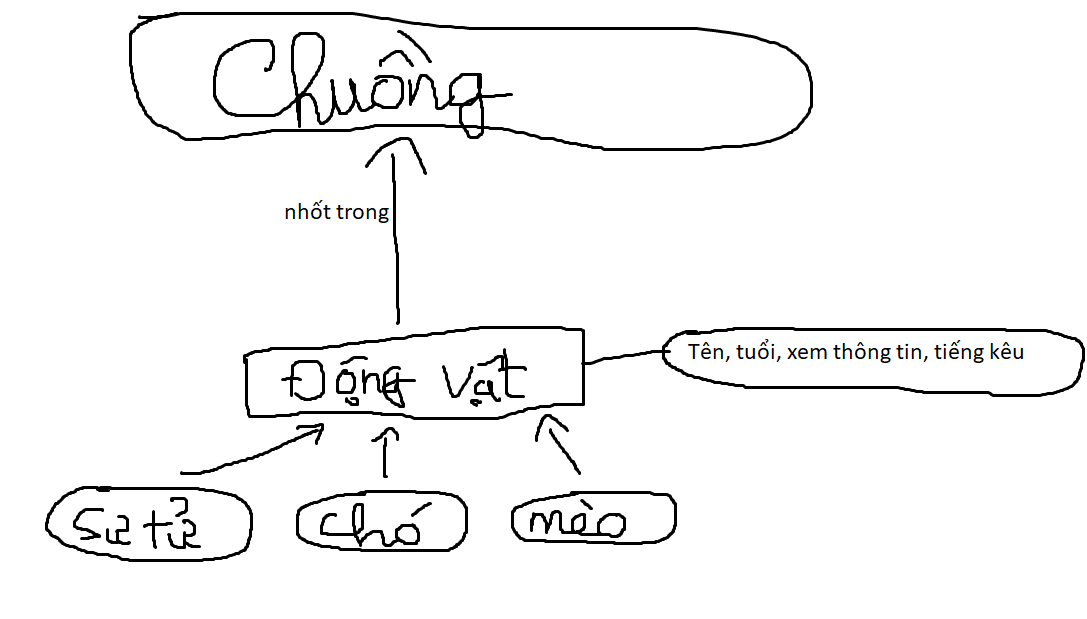 Chuồng
nhốt trong
Động vật
Tên, tuổi, xem thông tin, tiếng kêu
Sư tử
chó
mèo